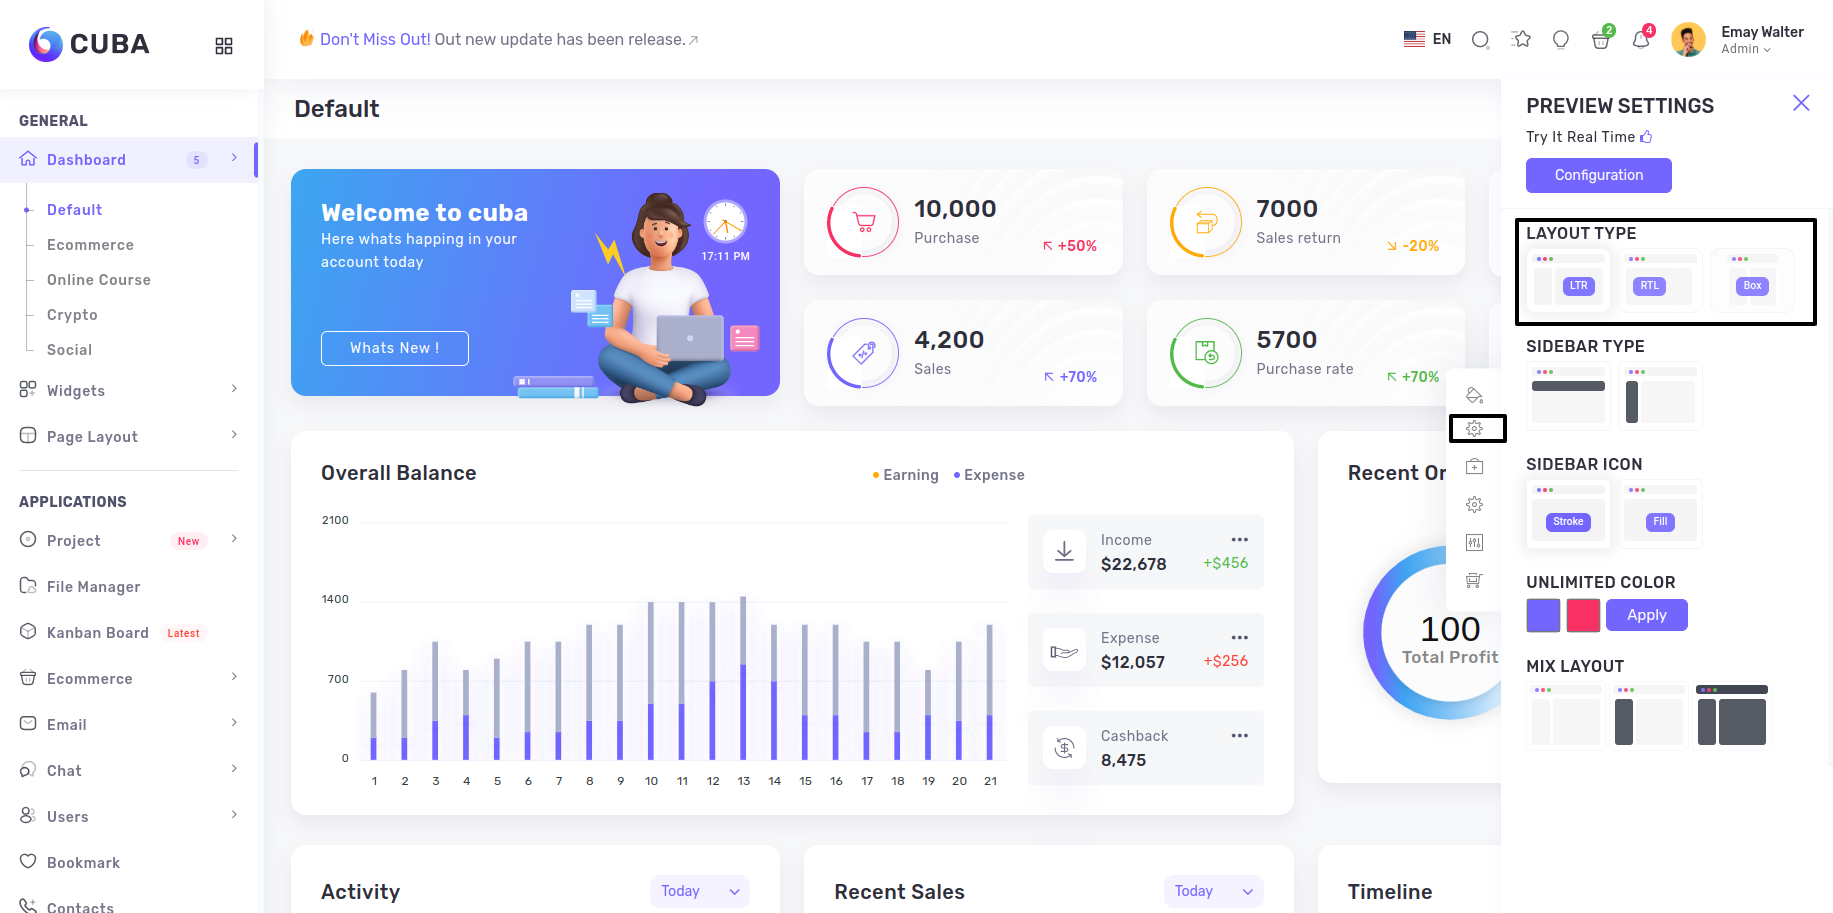 CUBA
Don't Miss Out! Out new update has been release.
EN
2
4
Emay Walter
Admin
GENERAL
Dashboard 5
Default
Ecommerce
Online Course
Crypto
Social
Widgets
Page Layout
APPLICATIONS
Project New
File Manager
Kanban Board Latest
Ecommerce
Email
Chat
Users
Bookmark
Contacts
Default
Welcome to cuba
Here whats happing in your
account today
17:11 PM
Whats New !
10,000
Purchase
+50%
7000
Sales return
-20%
4,200
Sales
+70%
5700
Purchase rate
+70%
Overall Balance
Earning Expense
2100
1400
700
0
1 2 3 4 5 6 7 8 9 10 11 12 13 14 15 16 17 18 19 20 21
Income
$22,678 +$456
Expense
$12,057 +$256
Cashback
8,475
Recent Or
100
Total Profit
Activity Today
Recent Sales Today
Timeline
PREVIEW SETTINGS
Try It Real Time
Configuration
LAYOUT TYPE
LTR RTL Box
SIDEBAR TYPE
SIDEBAR ICON
Stroke Fill
UNLIMITED COLOR
Apply
MIX LAYOUT